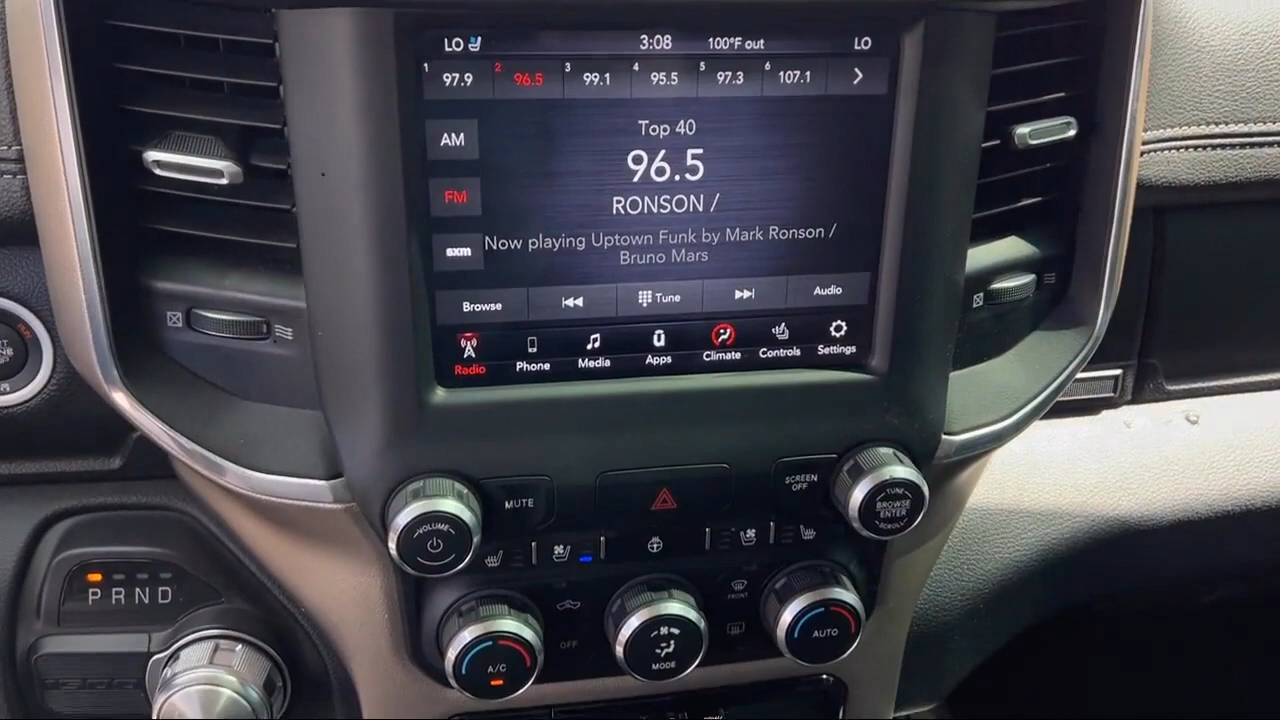 LO 3:08 100°F out LO
1 97.9 2 96.5 3 99.1 4 95.5 5 97.3 6 107.1
Top 40
AM
96.5
FM
RONSON /
sxm
Now playing Uptown Funk by Mark Ronson /
Bruno Mars
Browse Tune Audio
Radio Phone Media Apps Climate Controls Settings
MUTE
SCREEN
OFF
VOLUME
TUNE
BROWSE
ENTER
SCROLL
FRONT
OFF
A/C
MODE
AUTO
P R N D